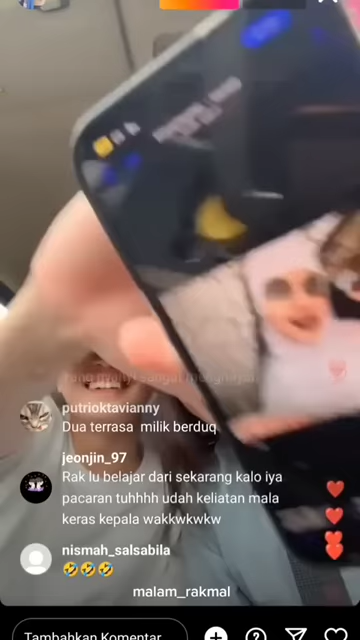 putrioktavianny
Dua terrasa milik berduq
jeonjin_97
Rak lu belajar dari sekarang kalo iya
pacaran tuhhhh udah keliatan mala
keras kepala wakkwkwkw
nismah_salsabila
🤣🤣🤣
malam_rakmal
Tambahkan Komentar